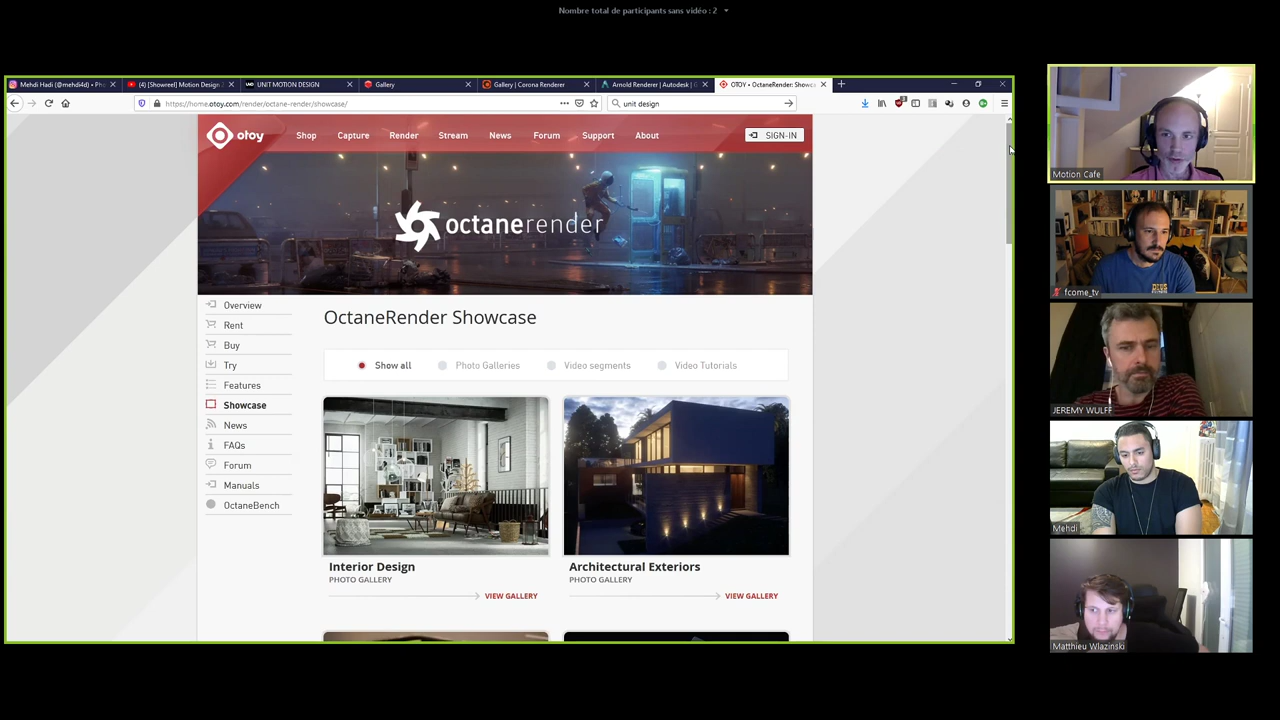 Nombre total de participants sans vidéo : 2
Mehdi Hadi (@mehdi4d) • Pho
(4) [Showreel] Motion Design
UNIT MOTION DESIGN
Gallery
Gallery | Corona Renderer
Arnold Renderer | Autodesk |
OTOY • OctaneRender: Showc
https://home.otoy.com/render/octane-render/showcase/
unit design
otoy
Shop
Capture
Render
Stream
News
Forum
Support
About
SIGN-IN
octanerender
Overview
Rent
Buy
Try
Features
Showcase
News
FAQs
Forum
Manuals
OctaneBench
OctaneRender Showcase
Show all
Photo Galleries
Video segments
Video Tutorials
Interior Design
PHOTO GALLERY
VIEW GALLERY
Architectural Exteriors
PHOTO GALLERY
VIEW GALLERY
Motion Cafe
fcome_tv
JEREMY WULFF
Mehdi
Matthieu Wlazinski